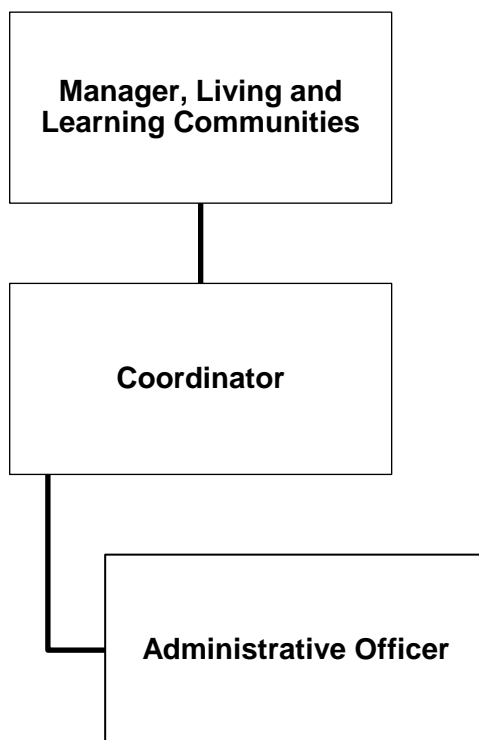 Manager, Living and
Learning Communities
Coordinator
Administrative Officer